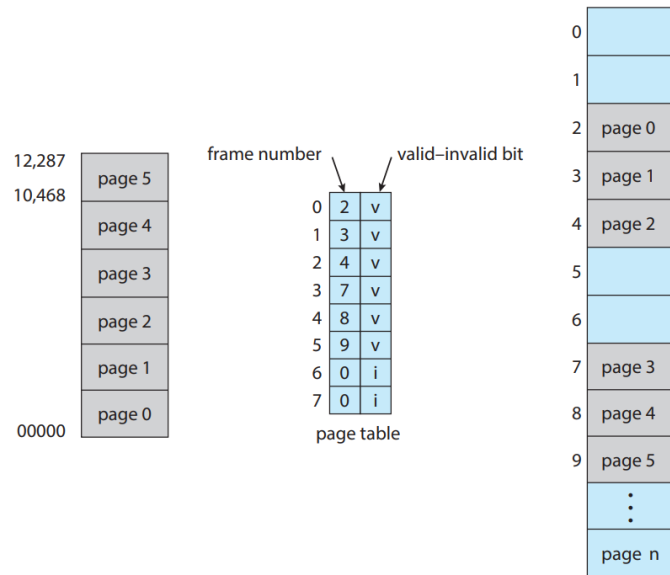 12,287
10,468
00000
page 5
page 4
page 3
page 2
page 1
page 0
frame number
valid–invalid bit
0 2 v
1 3 v
2 4 v
3 7 v
4 8 v
5 9 v
6 0 i
7 0 i
page table
0
1
2 page 0
3 page 1
4 page 2
5
6
7 page 3
8 page 4
9 page 5
⋮
page n